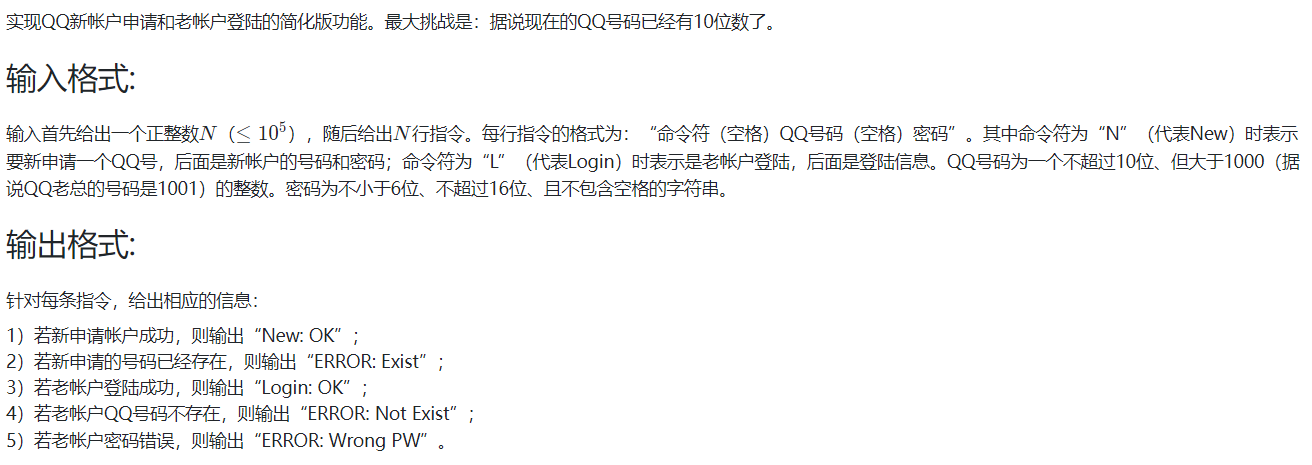 实现QQ新帐户申请和老帐户登陆的简化版功能。最大挑战是：据说现在的QQ号码已经有10位数了。
输入格式:
输入首先给出一个正整数N（≤10⁵），随后给出N行指令。每行指令的格式为：“命令符（空格）QQ号码（空格）密码”。其中命令符为“N”（代表New）时表示
要新申请一个QQ号，后面是新帐户的号码和密码；命令符为“L”（代表Login）时表示是老帐户登陆，后面是登陆信息。QQ号码为一个不超过10位、但大于1000（据
说QQ老总的号码是1001）的整数。密码为不小于6位、不超过16位、且不包含空格的字符串。
输出格式:
针对每条指令，给出相应的信息：
1）若新申请帐户成功，则输出“New: OK”；
2）若新申请的号码已经存在，则输出“ERROR: Exist”；
3）若老帐户登陆成功，则输出“Login: OK”；
4）若老帐户QQ号码不存在，则输出“ERROR: Not Exist”；
5）若老帐户密码错误，则输出“ERROR: Wrong PW”。